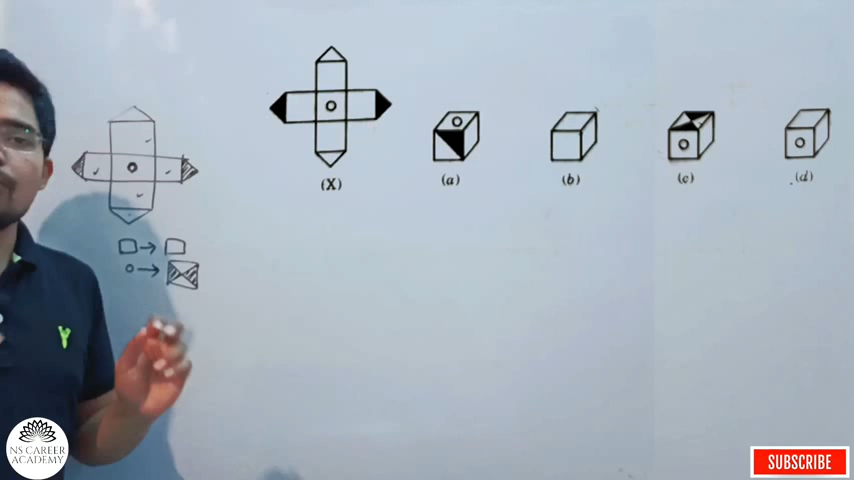 (X)
(a)
(b)
(c)
(d)
NS CAREER
ACADEMY
SUBSCRIBE